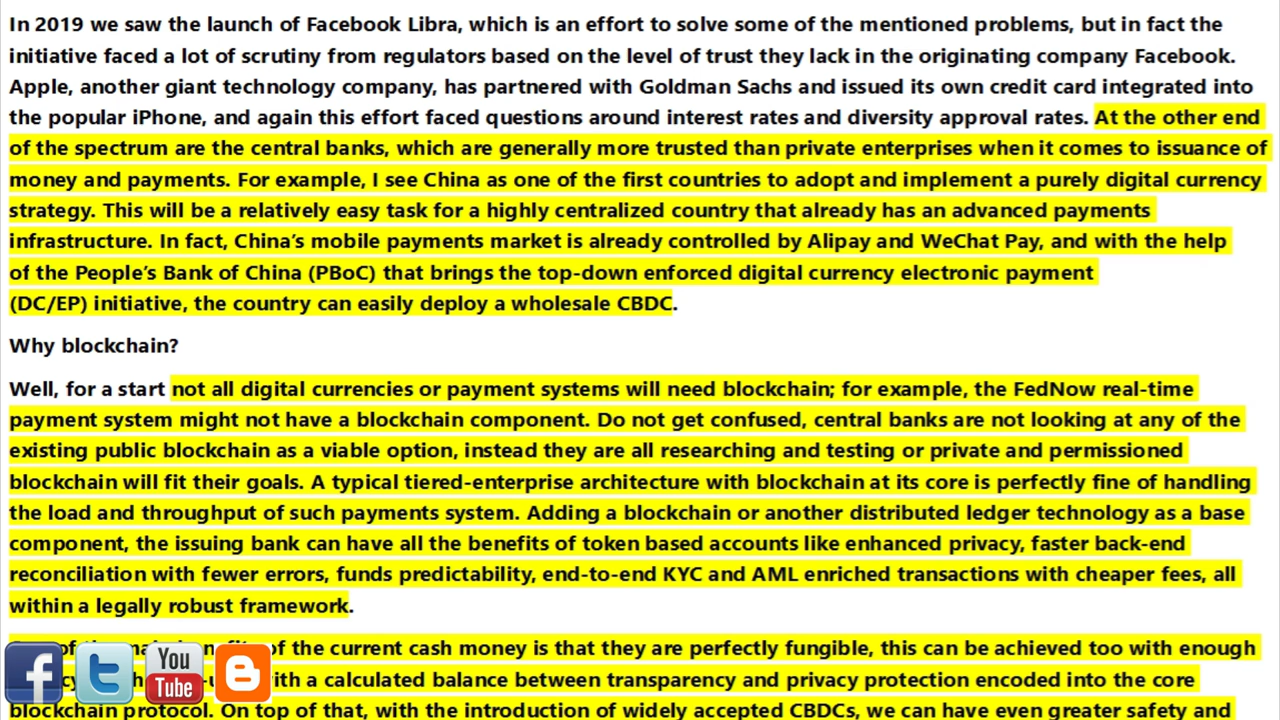 In 2019 we saw the launch of Facebook Libra, which is an effort to solve some of the mentioned problems, but in fact the
initiative faced a lot of scrutiny from regulators based on the level of trust they lack in the originating company Facebook.
Apple, another giant technology company, has partnered with Goldman Sachs and issued its own credit card integrated into
the popular iPhone, and again this effort faced questions around interest rates and diversity approval rates. At the other end
of the spectrum are the central banks, which are generally more trusted than private enterprises when it comes to issuance of
money and payments. For example, I see China as one of the first countries to adopt and implement a purely digital currency
strategy. This will be a relatively easy task for a highly centralized country that already has an advanced payments
infrastructure. In fact, China's mobile payments market is already controlled by Alipay and WeChat Pay, and with the help
of the People's Bank of China (PBoC) that brings the top-down enforced digital currency electronic payment
(DC/EP) initiative, the country can easily deploy a wholesale CBDC.
Why blockchain?
Well, for a start not all digital currencies or payment systems will need blockchain; for example, the FedNow real-time
payment system might not have a blockchain component. Do not get confused, central banks are not looking at any of the
existing public blockchain as a viable option, instead they are all researching and testing or private and permissioned
blockchain will fit their goals. A typical tiered-enterprise architecture with blockchain at its core is perfectly fine of handling
the load and throughput of such payments system. Adding a blockchain or another distributed ledger technology as a base
component, the issuing bank can have all the benefits of token based accounts like enhanced privacy, faster back-end
reconciliation with fewer errors, funds predictability, end-to-end KYC and AML enriched transactions with cheaper fees, all
within a legally robust framework.
of the current cash money is that they are perfectly fungible, this can be achieved too with enough
with a calculated balance between transparency and privacy protection encoded into the core
blockchain protocol. On top of that, with the introduction of widely accepted CBDCs, we can have even greater safety and
You
Tube